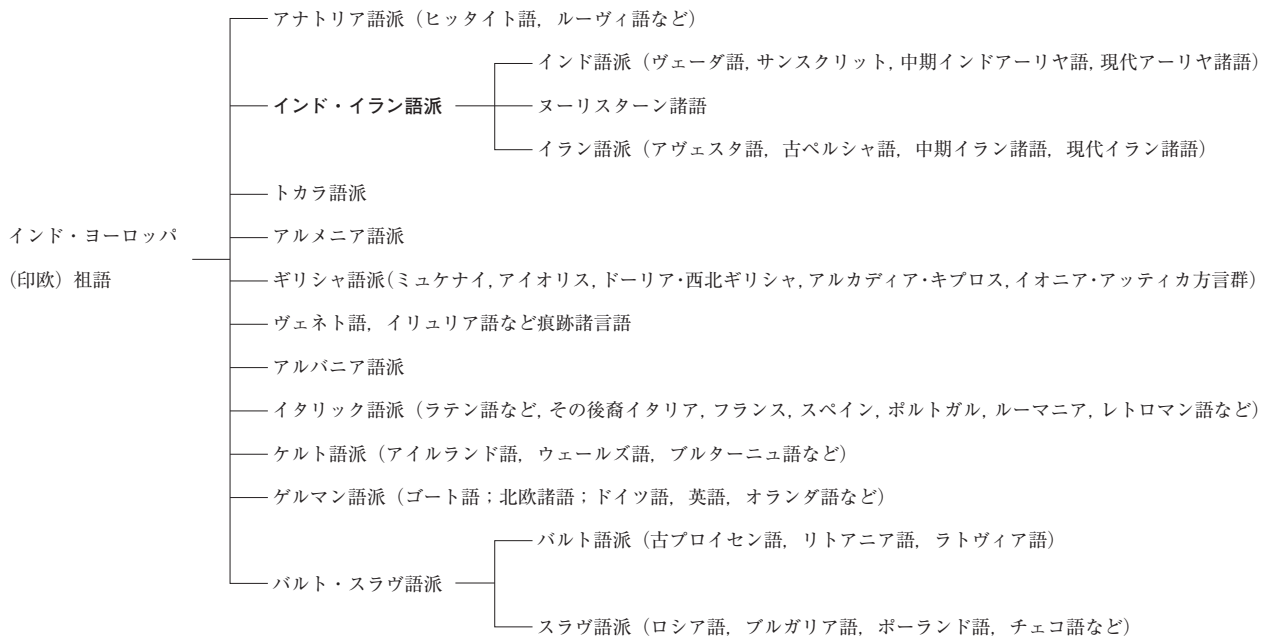 アナトリア語派（ヒッタイト語，ルーヴィ語など）
インド語派（ヴェーダ語, サンスクリット, 中期インドアーリヤ語, 現代アーリヤ諸語）
インド・イラン語派
ヌーリスターン諸語
イラン語派（アヴェスタ語，古ペルシャ語，中期イラン諸語，現代イラン諸語）
トカラ語派
インド・ヨーロッパ
（印欧）祖語
アルメニア語派
ギリシャ語派（ミュケナイ, アイオリス, ドーリア・西北ギリシャ, アルカディア・キプロス, イオニア・アッティカ方言群）
ヴェネト語，イリュリア語など痕跡諸言語
アルバニア語派
イタリック語派（ラテン語など, その後裔イタリア, フランス, スペイン, ポルトガル, ルーマニア, レトロマン語など）
ケルト語派（アイルランド語，ウェールズ語，ブルターニュ語など）
ゲルマン語派（ゴート語；北欧諸語；ドイツ語，英語，オランダ語など）
バルト語派（古プロイセン語，リトアニア語，ラトヴィア語）
バルト・スラヴ語派
スラヴ語派（ロシア語，ブルガリア語，ポーランド語，チェコ語など）